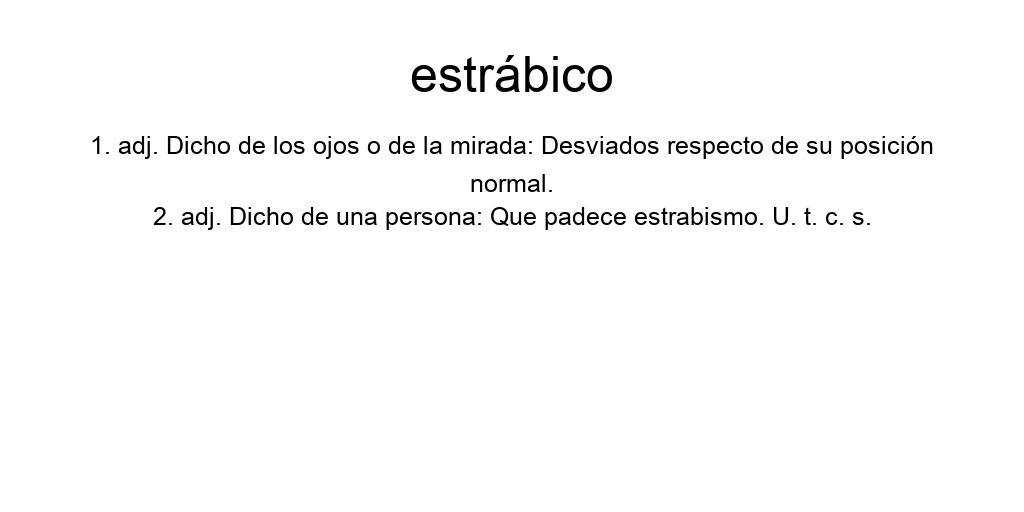 estrábico
1. adj. Dicho de los ojos o de la mirada: Desviados respecto de su posición
normal.
2. adj. Dicho de una persona: Que padece estrabismo. U. t. c. s.